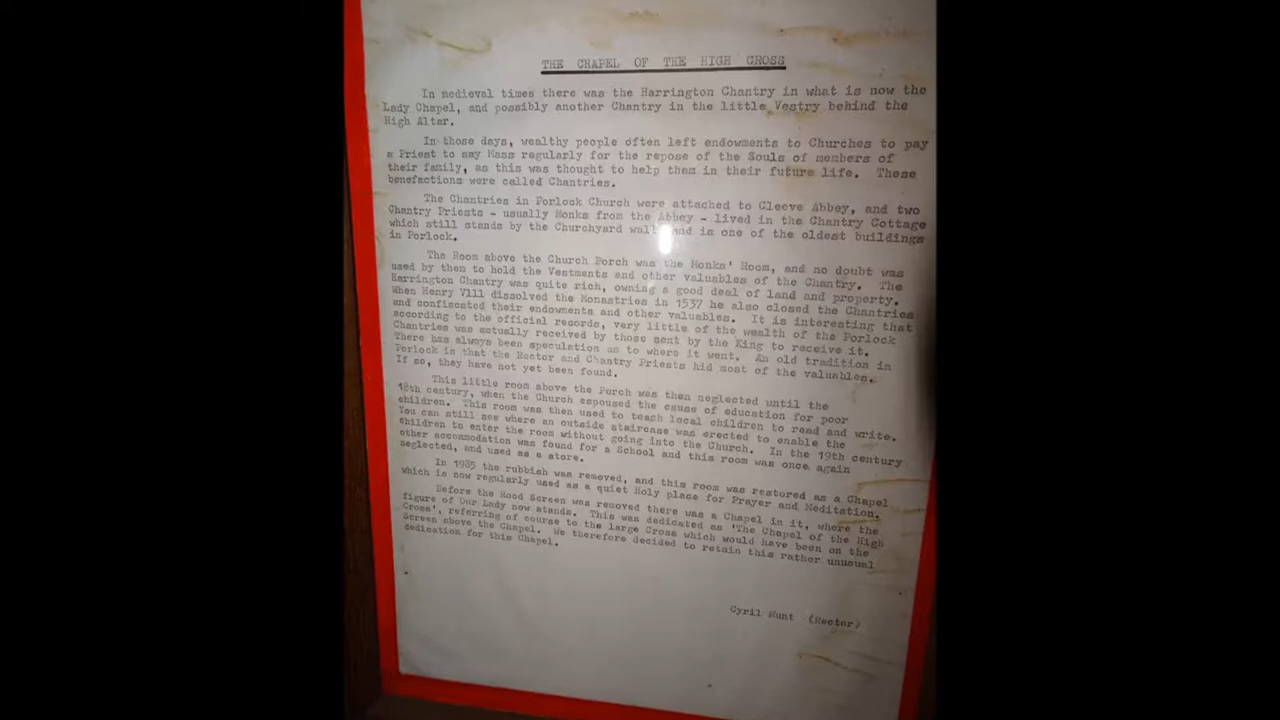 THE CHAPEL OF THE HIGH CROSS
In medieval times there was the Harrington Chantry in what is now the
Lady Chapel, and possibly another Chantry in the little Vestry behind the
High Altar.
In those days, wealthy people often left endowments to Churches to pay
a Priest to say Mass regularly for the repose of the Souls of members of
their family, as this was thought to help them in their future life. These
benefactions were called Chantries.
The Chantries in Porlock Church were attached to Cleeve Abbey, and two
Chantry Priests - usually Monks from the Abbey - lived in the Chantry Cottage
which still stands by the Churchyard wall and is one of the oldest buildings
in Porlock.
The Room above the Church Porch was the Monks' Room, and no doubt was
used by them to hold the Vestments and other valuables of the Chantry. The
Harrington Chantry was quite rich, owning a good deal of land and property.
When Henry Vlll dissolved the Monastries in 1537 he also closed the Chantries
and confiscated their endowments and other valuables. It is interesting that
according to the official records, very little of the wealth of the Porlock
Chantries was actually received by those sent by the King to receive it.
There has always been speculation as to where it went. An old tradition in
Porlock is that the Rector and Chantry Priests hid most of the valuables.
If so, they have not yet been found.
This little room above the Porch was then neglected until the
18th century, when the Church espoused the cause of education for poor
children. This room was then used to teach local children to read and write.
You can still see where an outside staircase was erected to enable the
children to enter the room without going into the Church. In the 19th century
other accommodation was found for a School and this room was once again
neglected, and used as a store.
In 1985 the rubbish was removed, and this room was restored as a Chapel
which is now regularly used as a quiet Holy place for Prayer and Meditation.
Before the Rood Screen was removed there was a Chapel in it, where the
figure of Our Lady now stands. This was dedicated as 'The Chapel of the High
Cross', referring of course to the large Cross which would have been on the
Screen above the Chapel. We therefore decided to retain this rather unusual
dedication for this Chapel.
Cyril Munt (Rector)